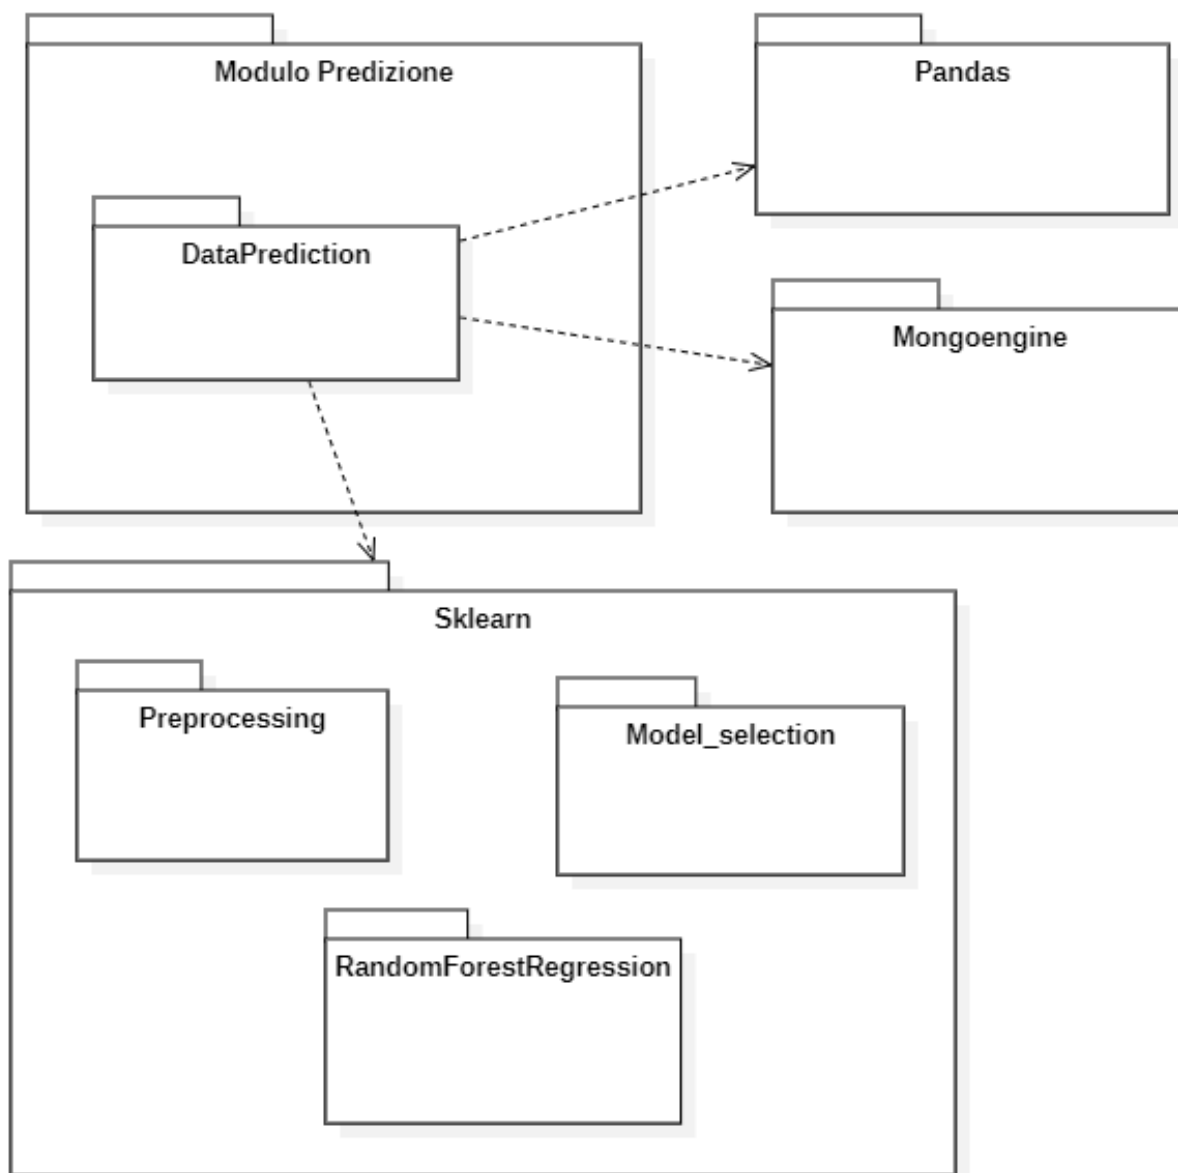 Modulo Predizione
Pandas
DataPrediction
Mongoengine
Sklearn
Preprocessing
Model_selection
RandomForestRegression